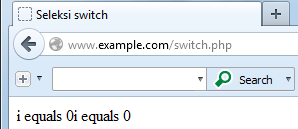 Seleksi switch
www.example.com/switch.php
Search
i equals 0i equals 0